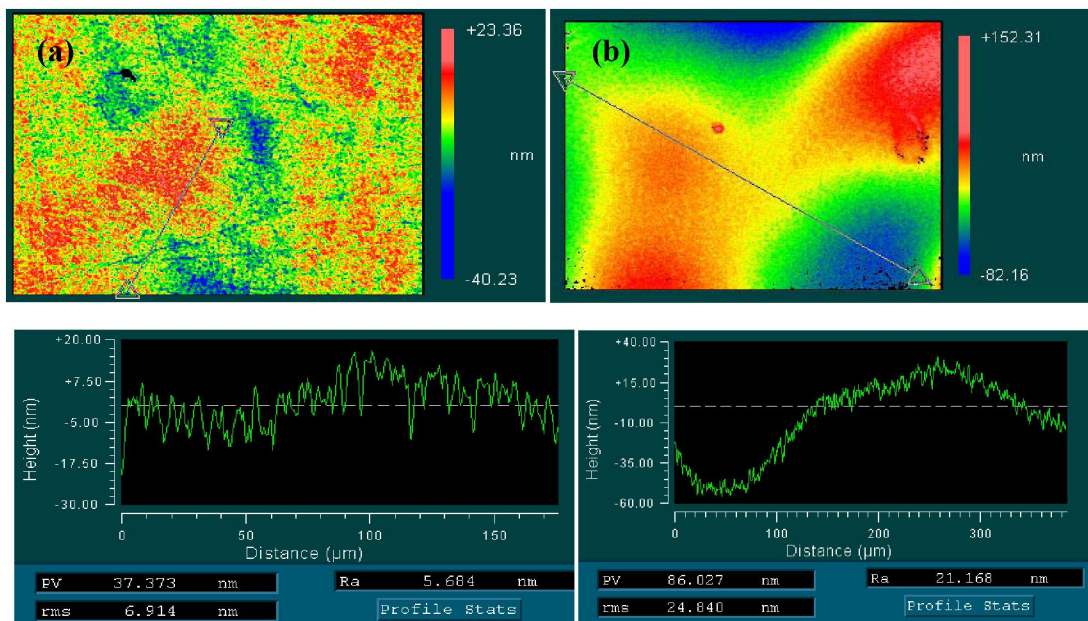 (a)
+23.36
nm
-40.23
(b)
+152.31
nm
-82.16
+20.00
+7.50
-5.00
-17.50
-30.00
Height (nm)
0 50 100 150
Distance (µm)
PV 37.373 nm
Ra 5.684 nm
rms 6.914 nm
Profile Stats
+40.00
+15.00
-10.00
-35.00
-60.00
Height (nm)
0 100 200 300
Distance (µm)
PV 86.027 nm
Ra 21.168 nm
rms 24.840 nm
Profile Stats